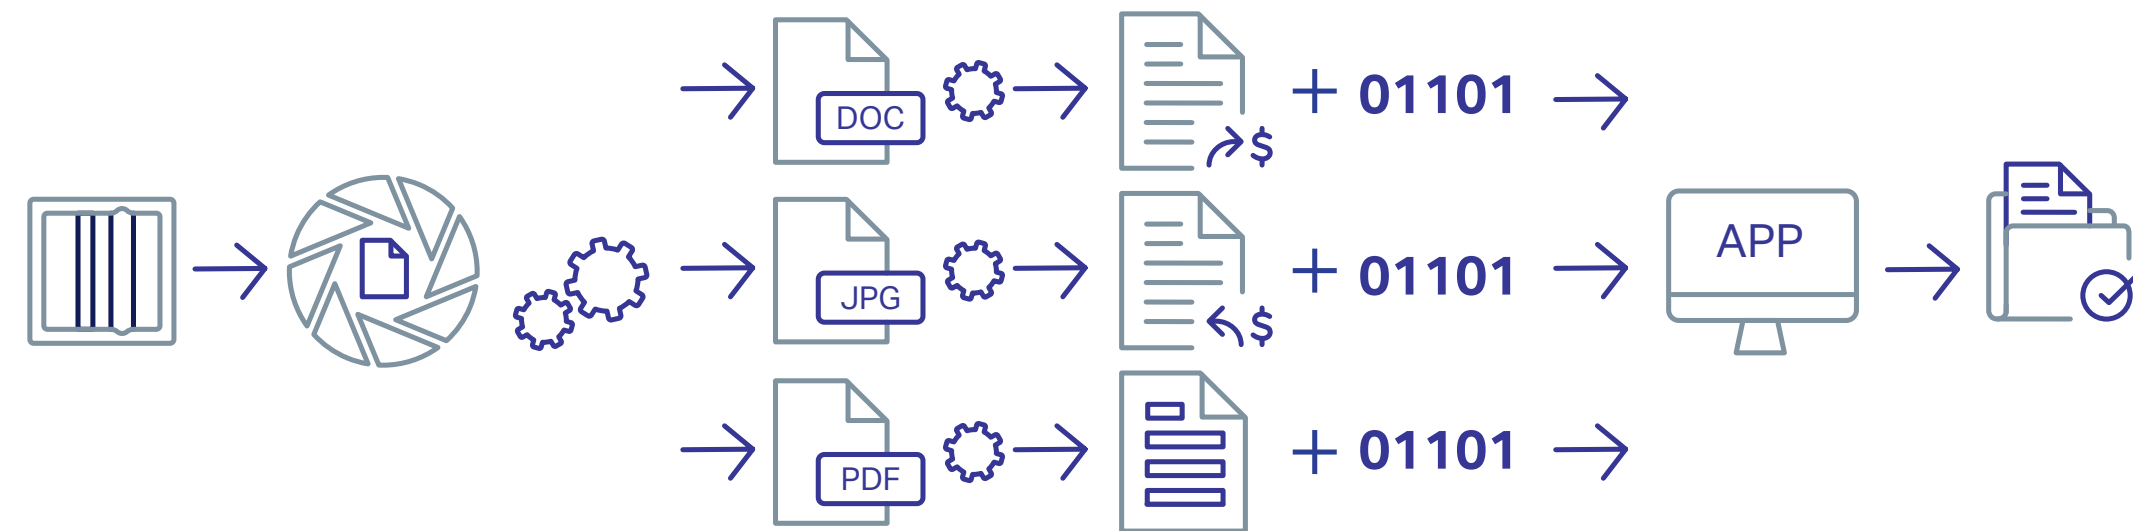 DOC
$
+ 01101
JPG
$
+ 01101
APP
PDF
+ 01101